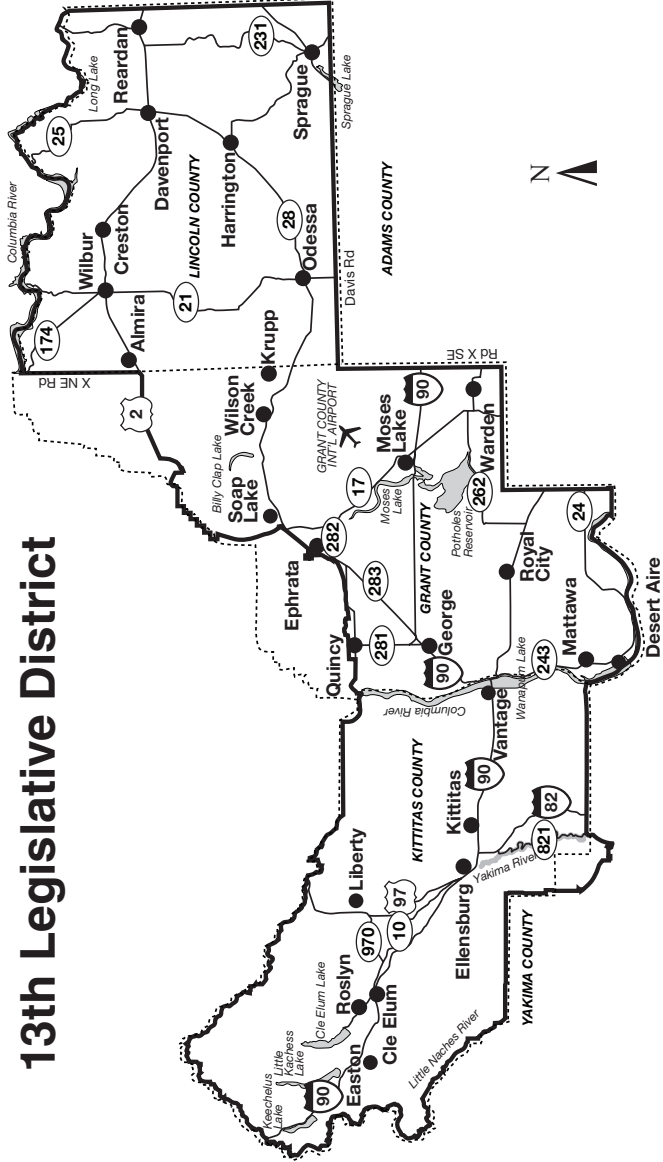 13th Legislative District
Keechelus
Lake
Little
Kachess
Lake
Cle Elum Lake
90
Easton
Roslyn
Cle Elum
Liberty
970
10
97
Ellensburg
Kittitas
KITTITAS COUNTY
90
82
821
Yakima River
Little Naches River
YAKIMA COUNTY
Vantage
Columbia River
Wanapum Lake
243
Mattawa
Desert Aire
24
Royal
City
Quincy
281
George
90
283
Ephrata
282
GRANT COUNTY
Soap
Lake
Billy Clap Lake
Wilson
Creek
Krupp
GRANT COUNTY
INT'L AIRPORT
17
Moses
Lake
Moses
Lake
90
Potholes
Reservoir
262
Warden
Rd X SE
X NE Rd
2
174
Almira
Wilbur
Creston
21
LINCOLN COUNTY
Columbia River
25
Long Lake
Davenport
Reardan
231
Harrington
28
Odessa
Sprague
Sprague Lake
Davis Rd
ADAMS COUNTY
N